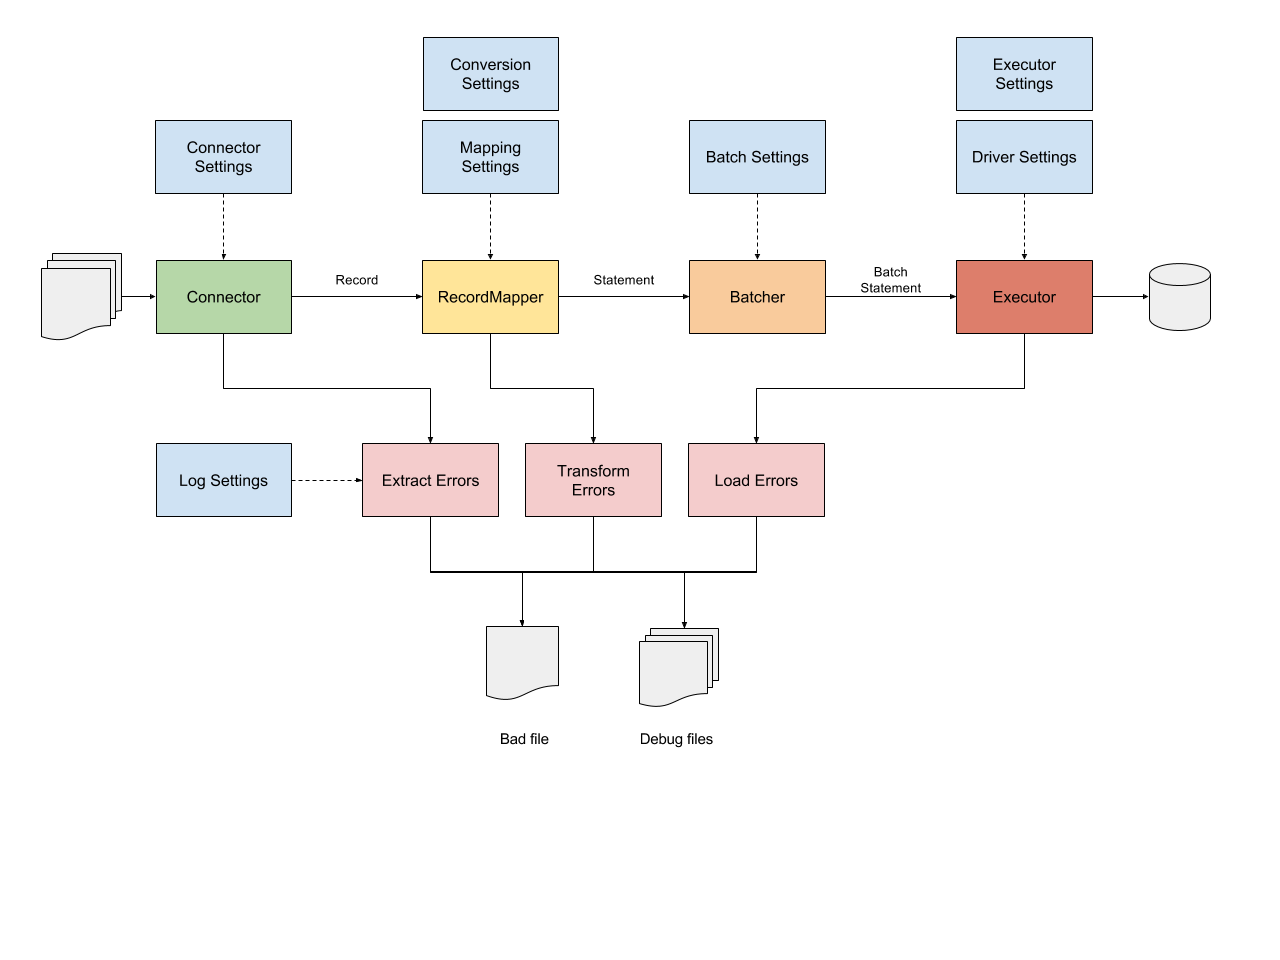 Conversion
Settings
Executor
Settings
Connector
Settings
Mapping
Settings
Batch Settings
Driver Settings
Connector
Record
RecordMapper
Statement
Batcher
Batch
Statement
Executor
Log Settings
Extract Errors
Transform
Errors
Load Errors
Bad file
Debug files